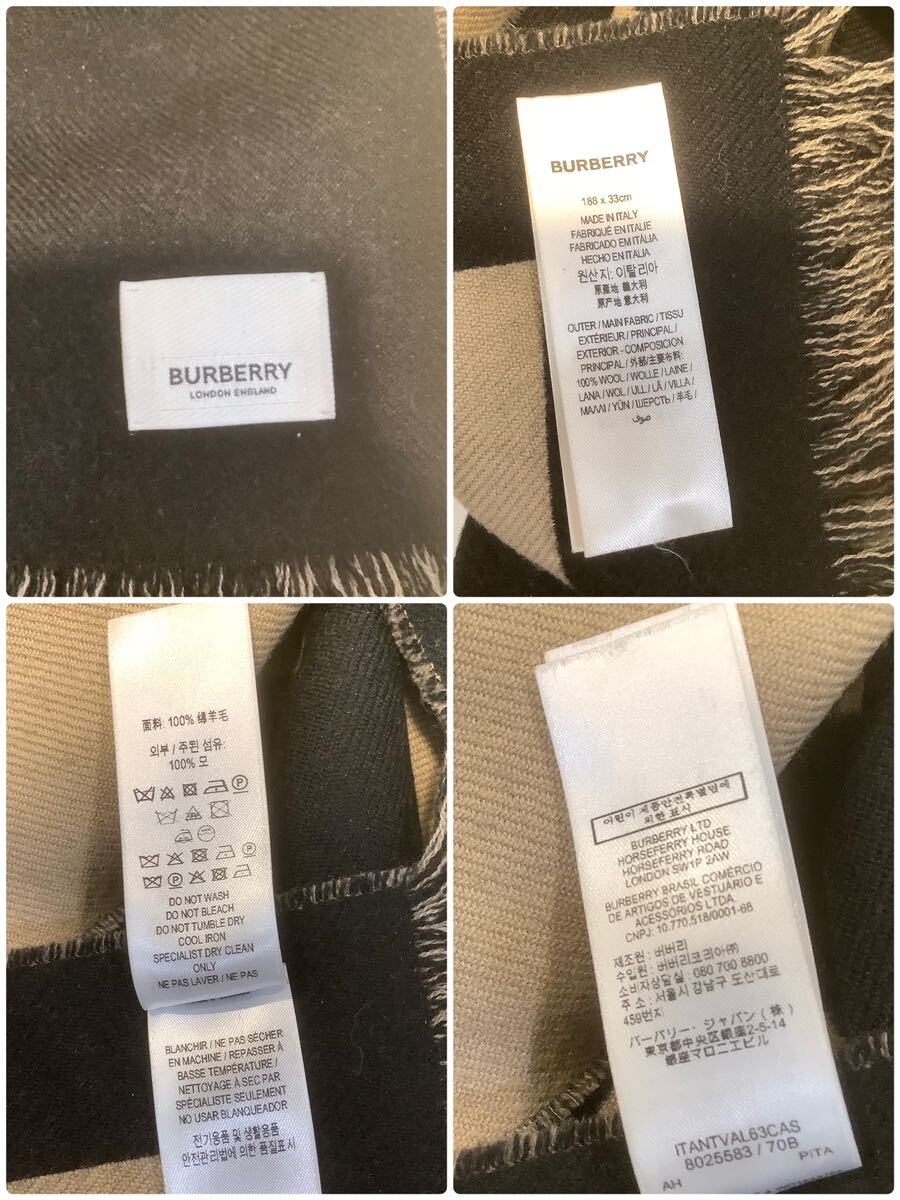 BURBERRY
LONDON ENGLAND
BURBERRY
188 x 33cm
MADE IN ITALY
FABRIQUÉ EN ITALIE
FABRICADO EM ITÁLIA
HECHO EN ITALIA
원산지: 이탈리아
原產地 義大利
原产地 意大利
OUTER / MAIN FABRIC / TISSU
EXTÉRIEUR / PRINCIPAL /
EXTERIOR - COMPOSICION
PRINCIPAL / 外部/主要布料:
100% WOOL / WOLLE / LAINE /
LANA / WOL / ULL / LÃ / VILLA /
ΜΑΛΛΙ / YÜN / ШЕРСТЬ / 羊毛 /
صوف
面料: 100% 绵羊毛
외부 / 주된 섬유:
100% 모
DO NOT WASH
DO NOT BLEACH
DO NOT TUMBLE DRY
COOL IRON
SPECIALIST DRY CLEAN
ONLY
NE PAS LAVER / NE PAS
BLANCHIR / NE PAS SÉCHER
EN MACHINE / REPASSER À
BASSE TEMPÉRATURE /
NETTOYAGE À SEC PAR
SPÉCIALISTE SEULEMENT
NO USAR BLANQUEADOR
전기용품 및 생활용품
안전관리법에 의한 품질표시
어린이 제품안전특별법에
의한 표시
BURBERRY LTD
HORSEFERRY HOUSE
HORSEFERRY ROAD
LONDON SW1P 2AW
BURBERRY BRASIL COMÉRCIO
DE ARTIGOS DE VESTUÁRIO E
ACESSÓRIOS LTDA.
CNPJ: 10.770.518/0001-66
제조원: 버버리
수입원: 버버리코리아㈜
소비자상담실: 080 700 8800
주소: 서울시 강남구 도산대로
459번지
バーバリー・ジャパン(株)
東京都中央区銀座2-5-14
銀座マロニエビル
ITANTVAL63CAS
8025583 / 70B
AH PITA